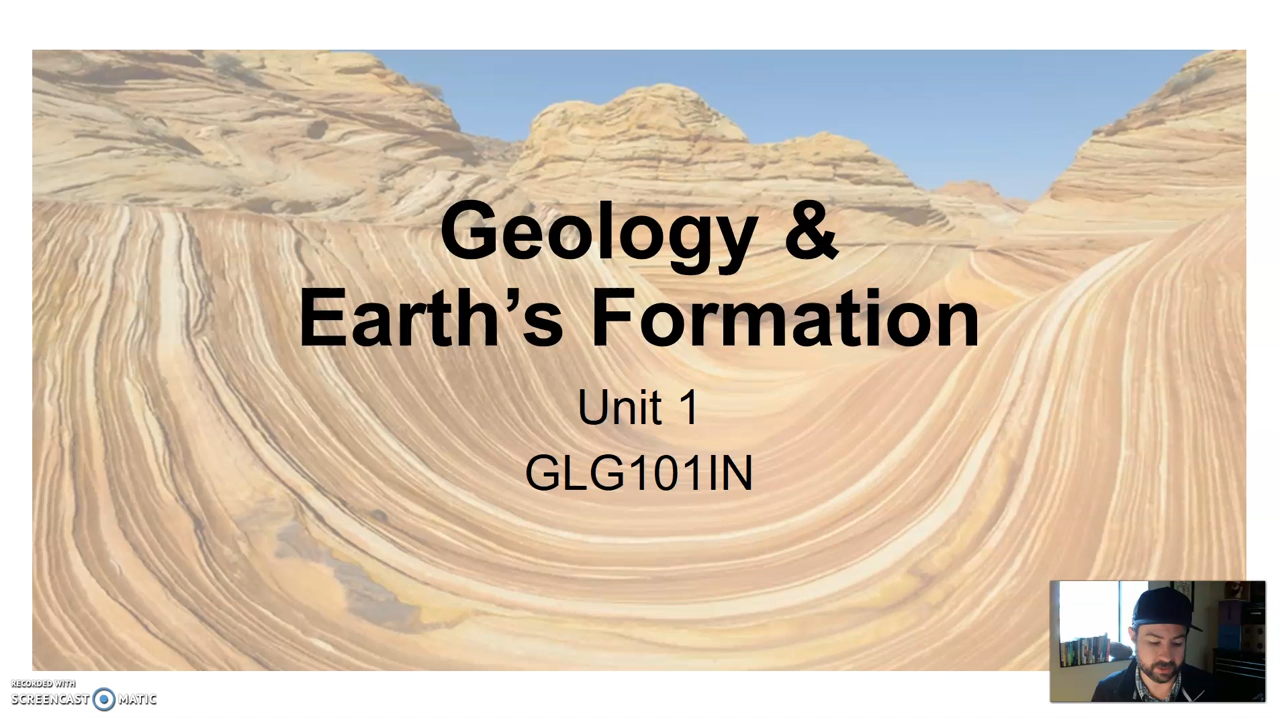 Geology &
Earth’s Formation
Unit 1
GLG101IN
RECORDED WITH
SCREENCAST MATIC